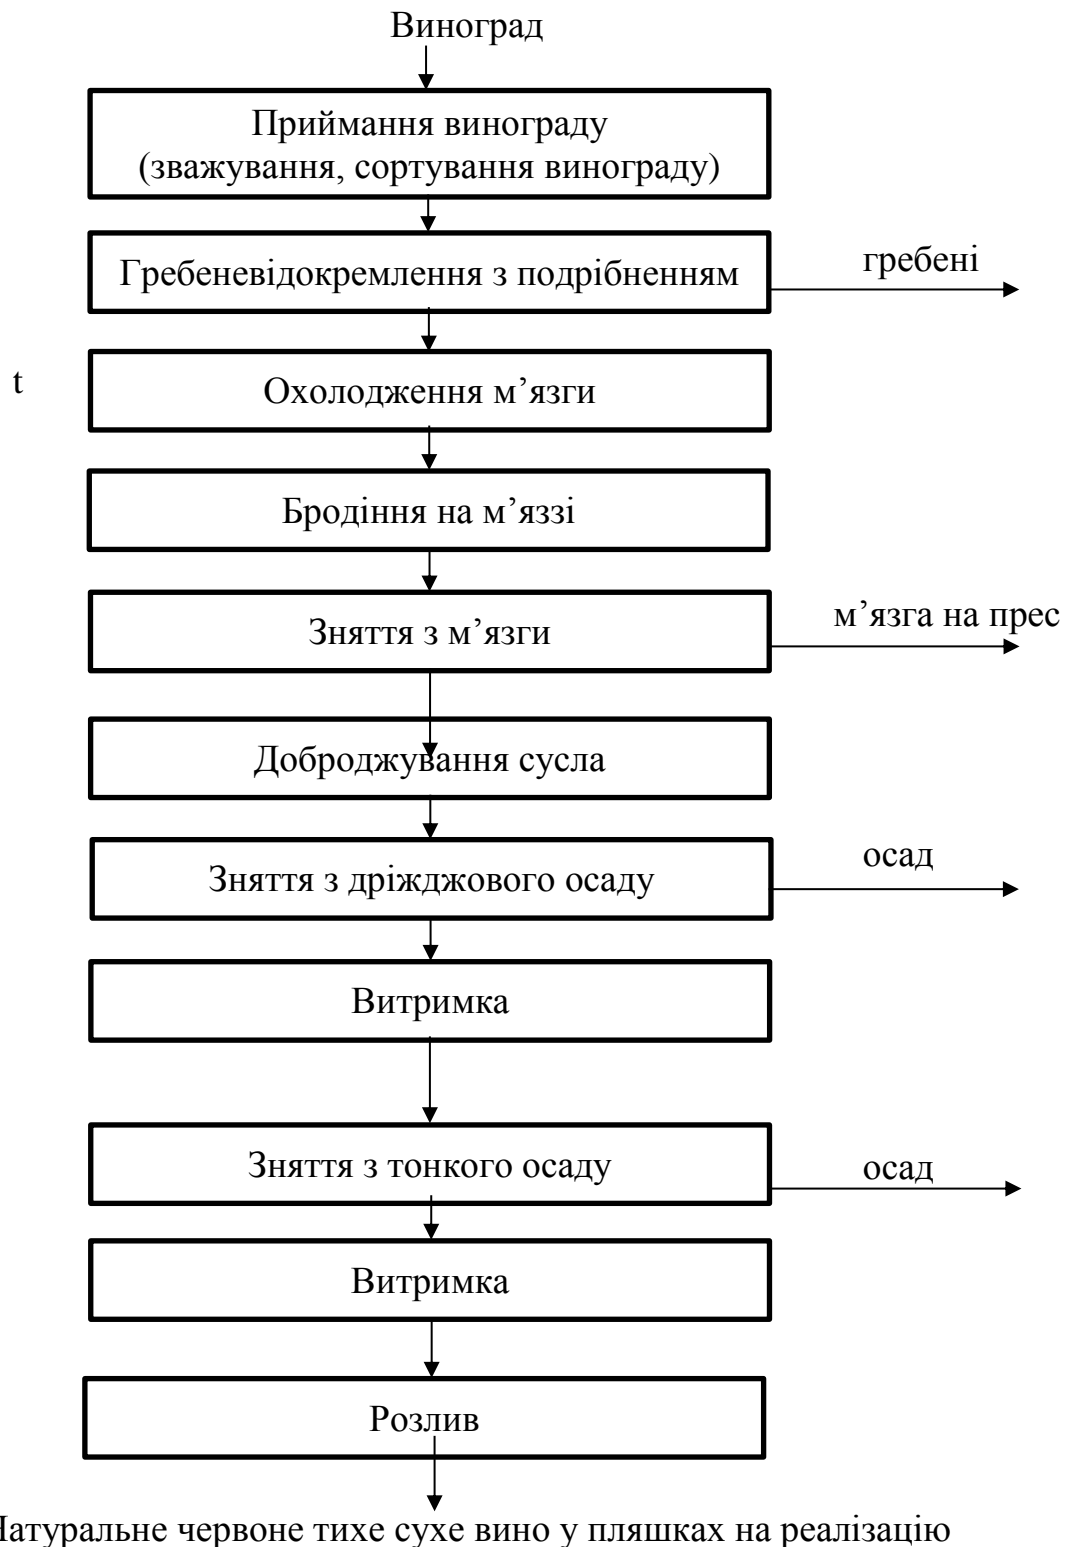 Виноград
Приймання винограду
(зважування, сортування винограду)
Гребеневідокремлення з подрібненням
гребені
t
Охолодження м’язги
Бродіння на м’яззі
Зняття з м’язги
м’язга на прес
Доброджування сусла
Зняття з дріжджового осаду
осад
Витримка
Зняття з тонкого осаду
осад
Витримка
Розлив
Натуральне червоне тихе сухе вино у пляшках на реалізацію